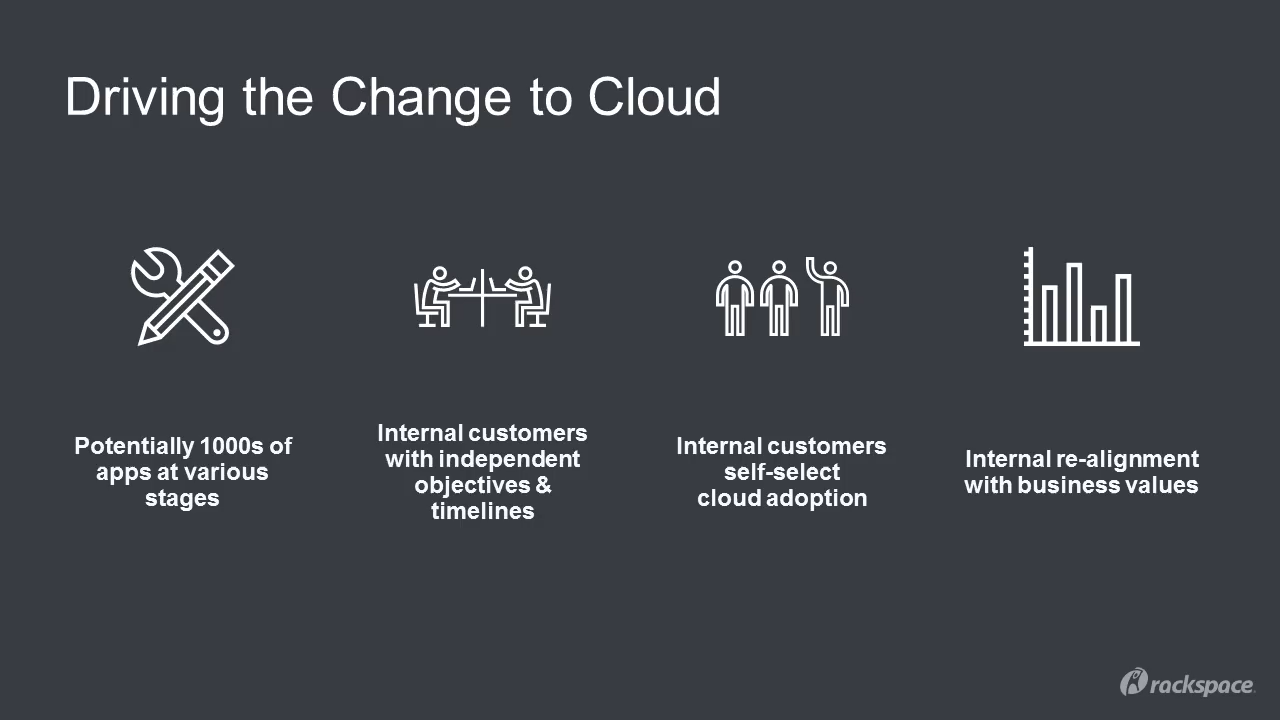 Driving the Change to Cloud
Potentially 1000s of
apps at various
stages
Internal customers
with independent
objectives &
timelines
Internal customers
self-select
cloud adoption
Internal re-alignment
with business values
rackspace